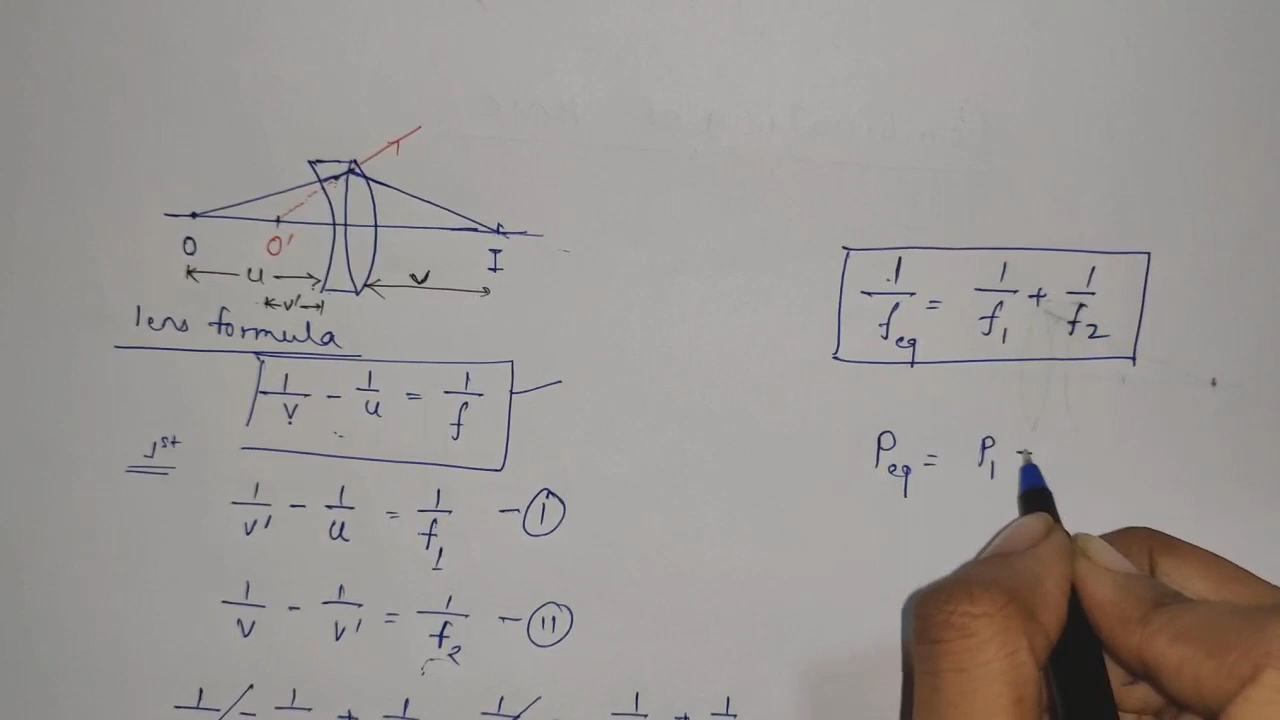 O O' I
u v
v'
lens formula
1/v - 1/u = 1/f
1st
1/v' - 1/u = 1/f1 - I
1/v - 1/v' = 1/f2 - II
1/feq = 1/f1 + 1/f2
Peq = P1